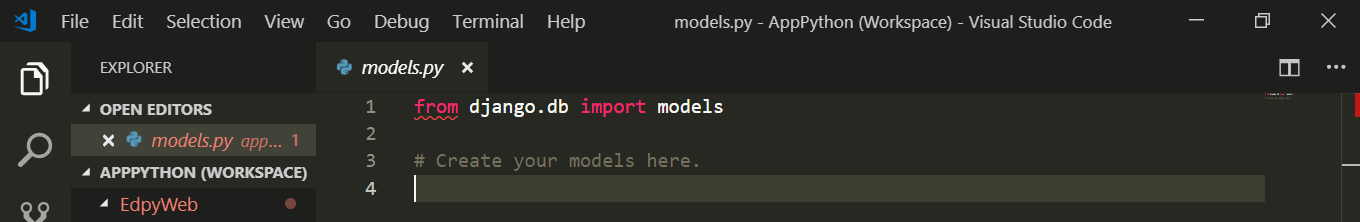 File Edit Selection View Go Debug Terminal Help models.py - AppPython (Workspace) - Visual Studio Code
EXPLORER
models.py
OPEN EDITORS
models.py app... 1
APPPYTHON (WORKSPACE)
EdpyWeb
1 from django.db import models
2
3 # Create your models here.
4